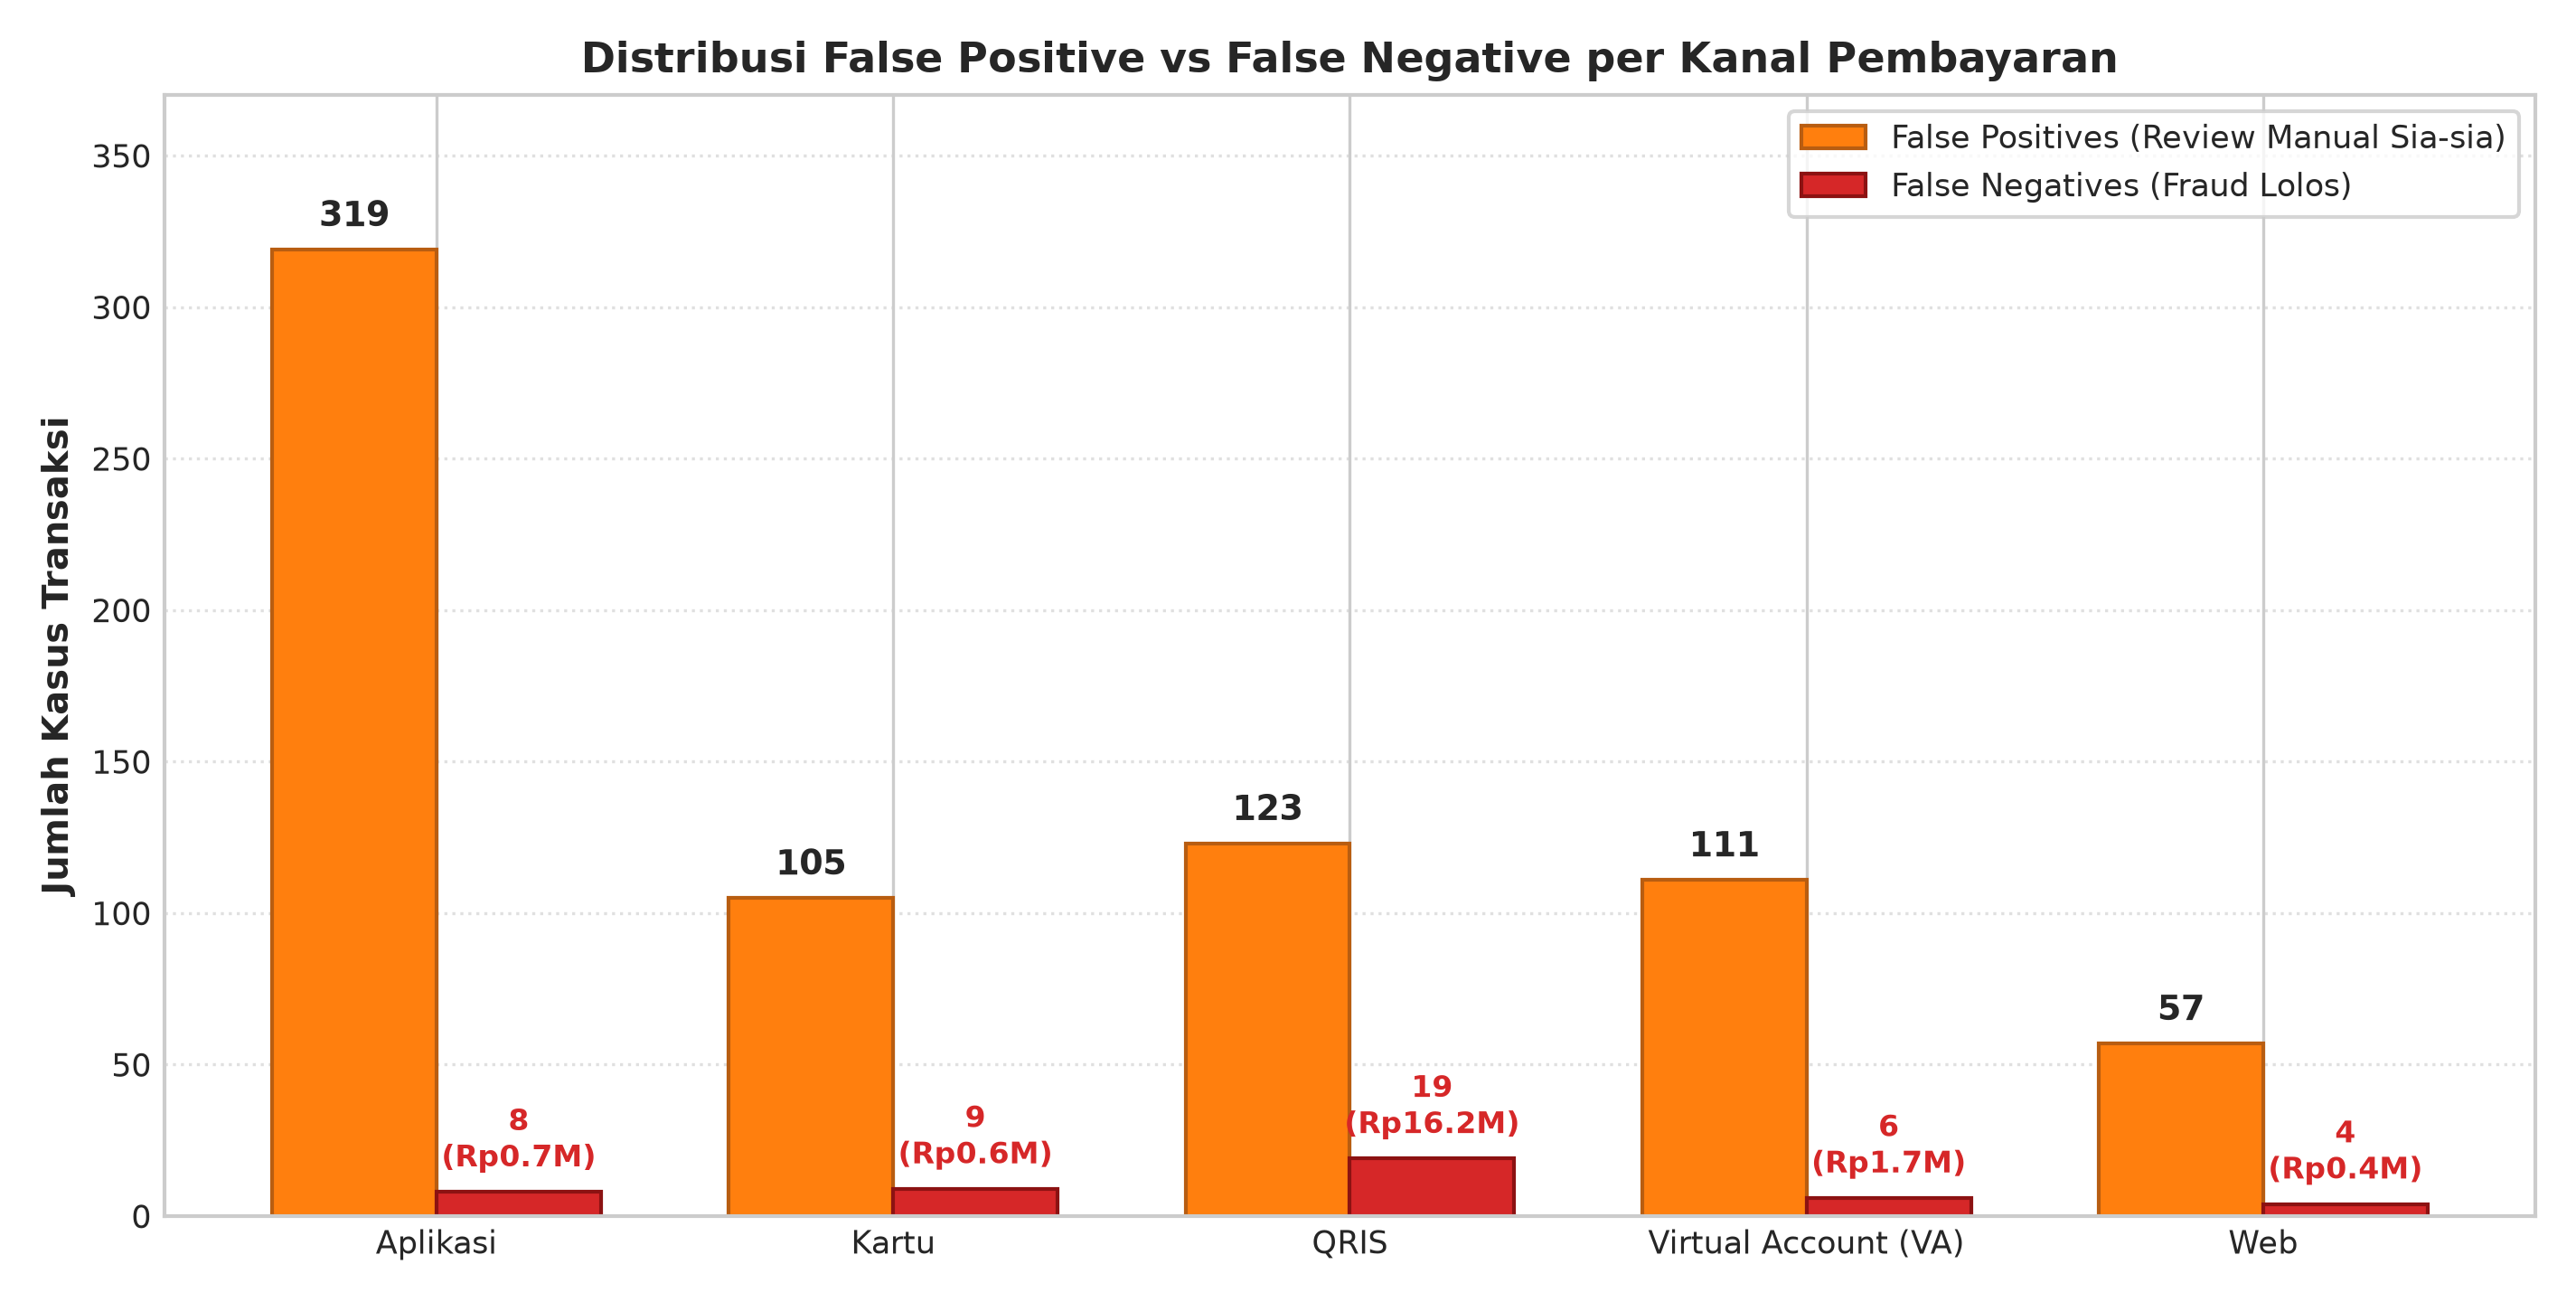 Distribusi False Positive vs False Negative per Kanal Pembayaran
False Positives (Review Manual Sia-sia)
False Negatives (Fraud Lolos)
Jumlah Kasus Transaksi
350
300
250
200
150
100
50
0
319
8
(Rp0.7M)
105
9
(Rp0.6M)
123
19
(Rp16.2M)
111
6
(Rp1.7M)
57
4
(Rp0.4M)
Aplikasi
Kartu
QRIS
Virtual Account (VA)
Web